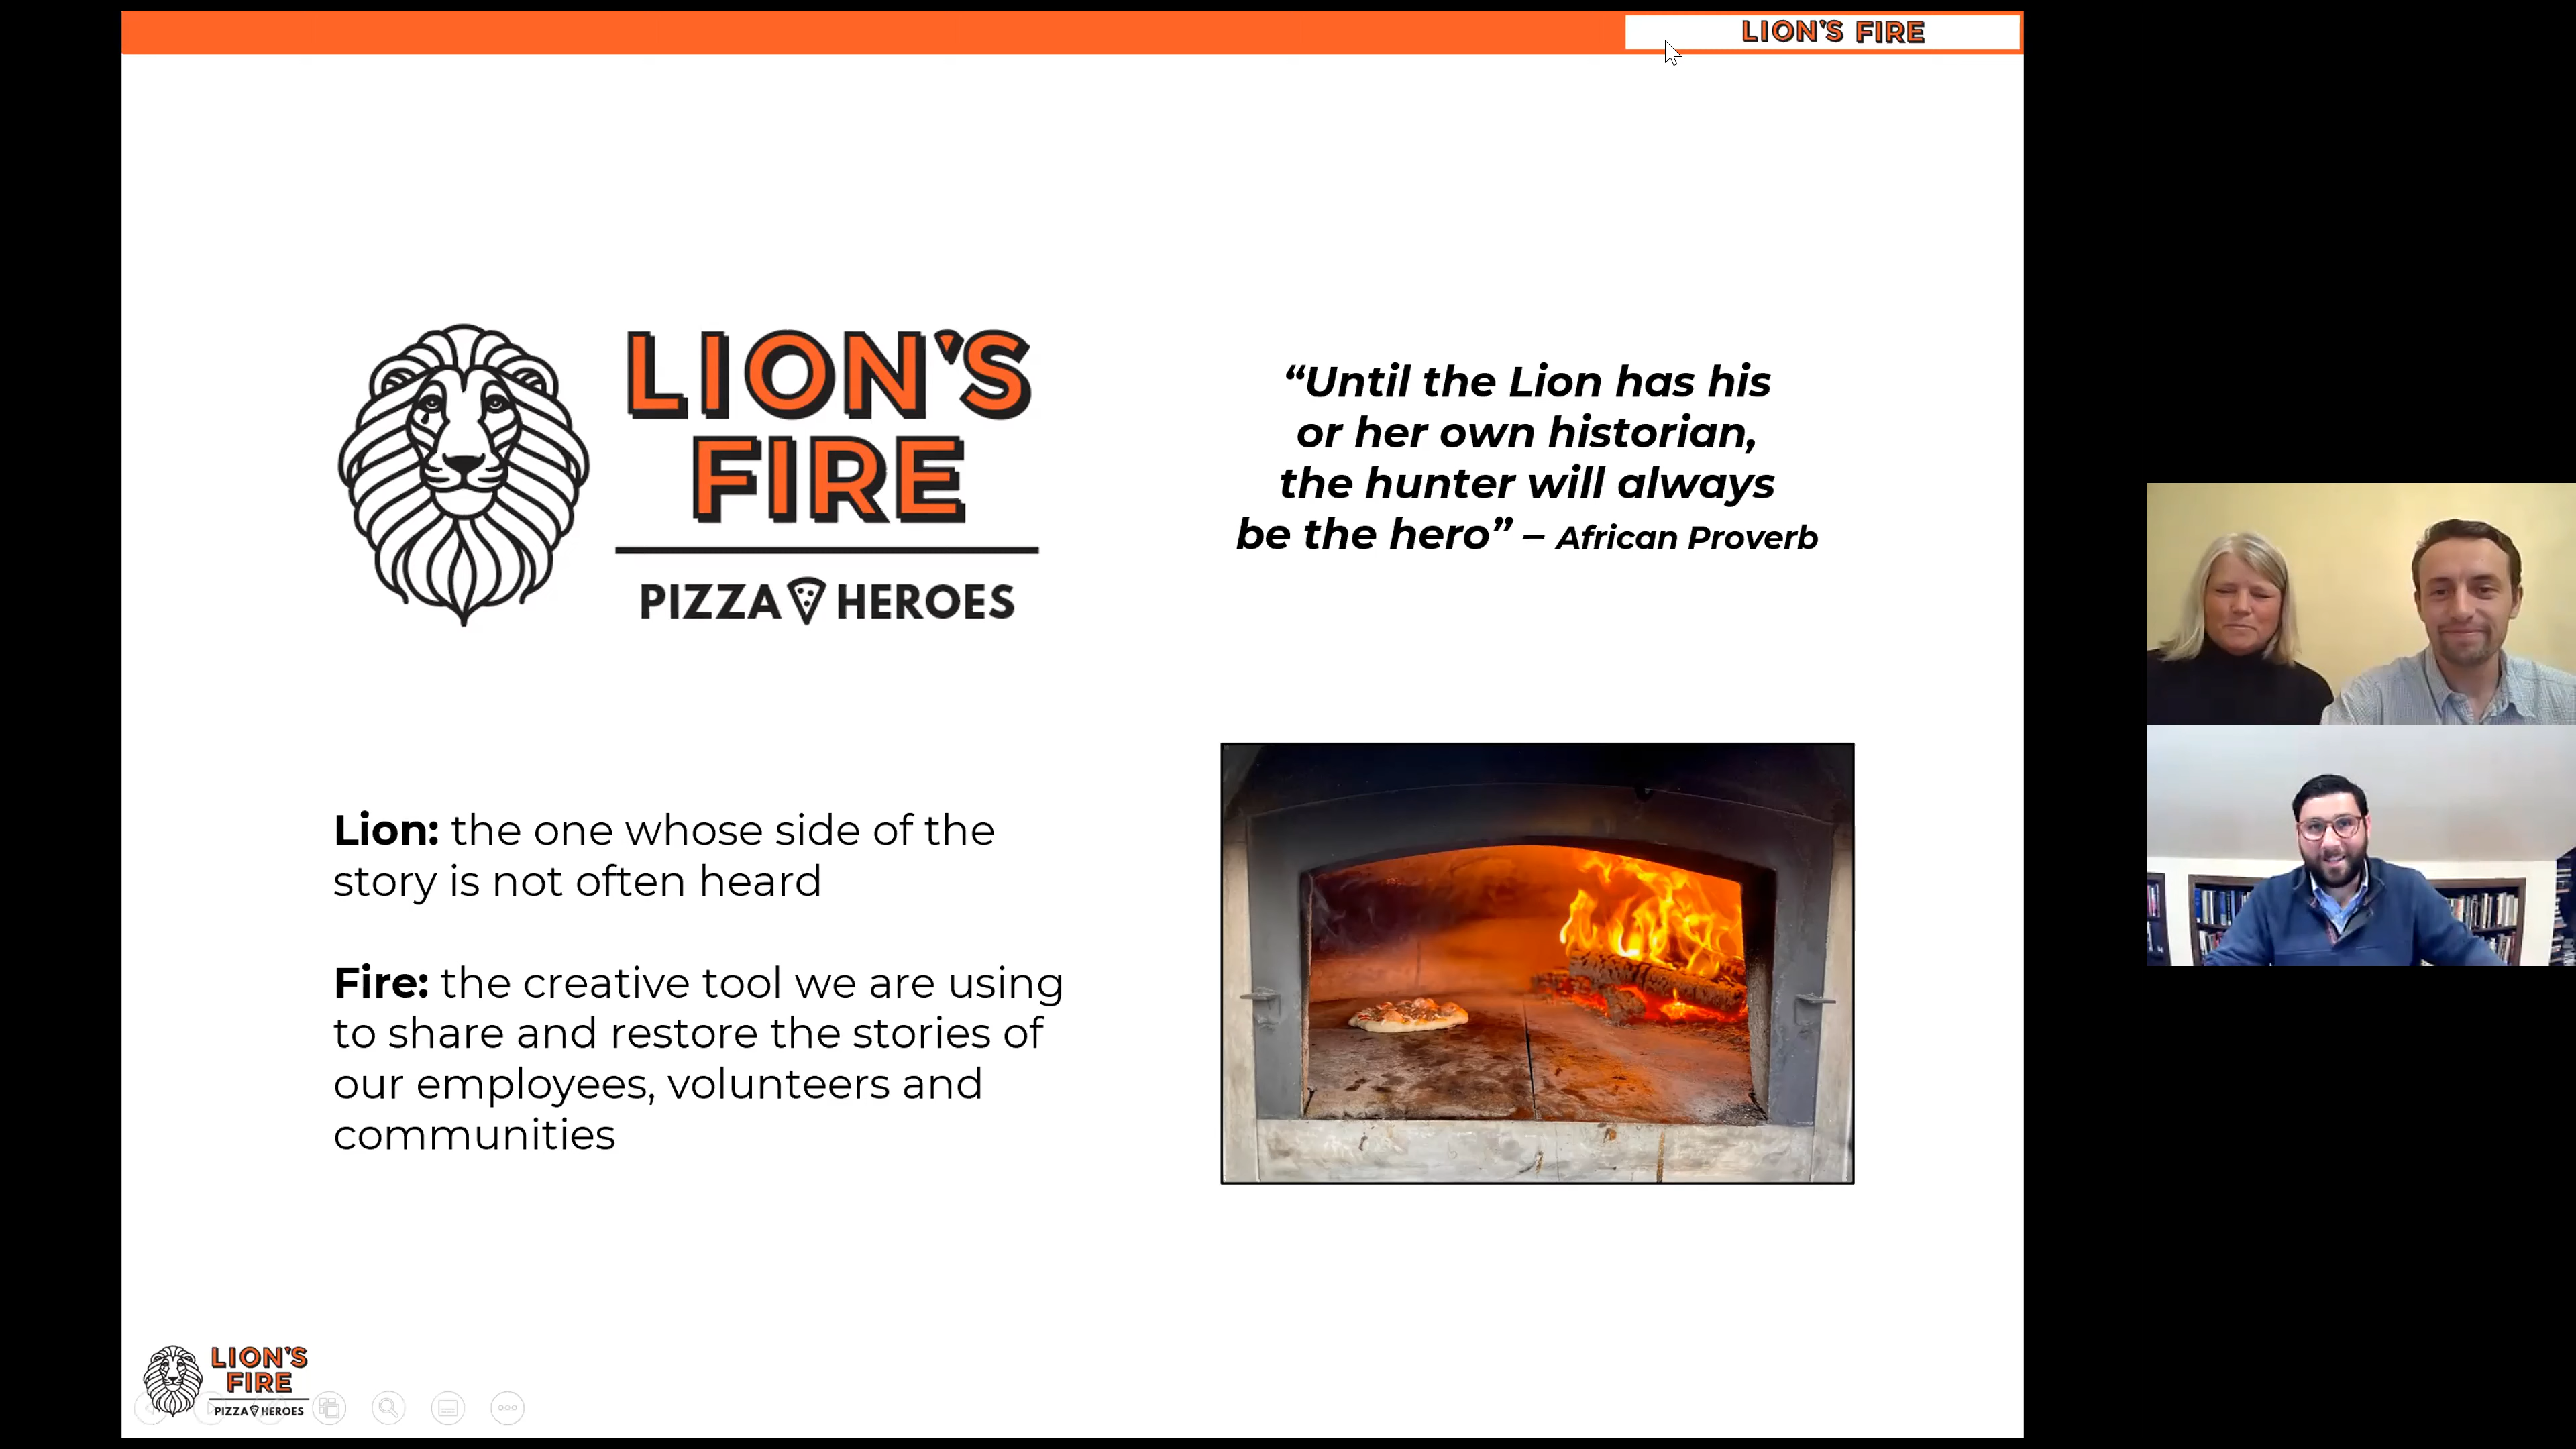 LION'S FIRE
LION'S
FIRE
PIZZA HEROES
“Until the Lion has his
or her own historian,
the hunter will always
be the hero” – African Proverb
Lion: the one whose side of the
story is not often heard
Fire: the creative tool we are using
to share and restore the stories of
our employees, volunteers and
communities
LION'S
FIRE
PIZZA HEROES